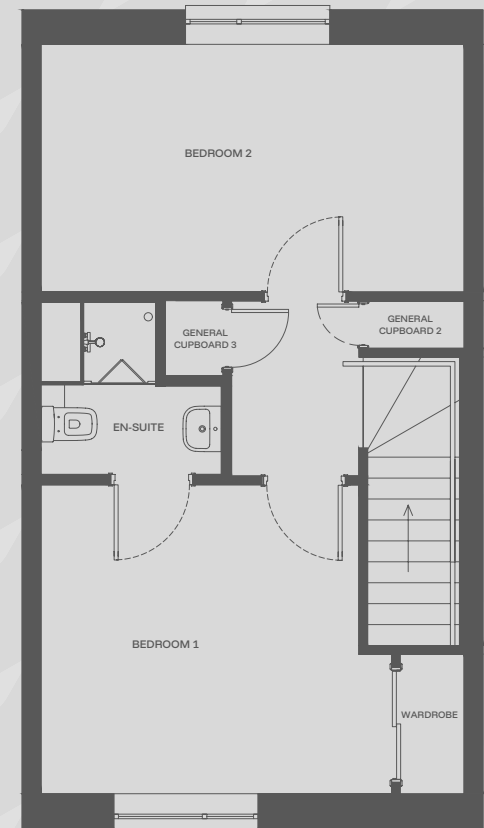 BEDROOM 2
GENERAL
CUPBOARD 3
GENERAL
CUPBOARD 2
EN-SUITE
BEDROOM 1
WARDROBE